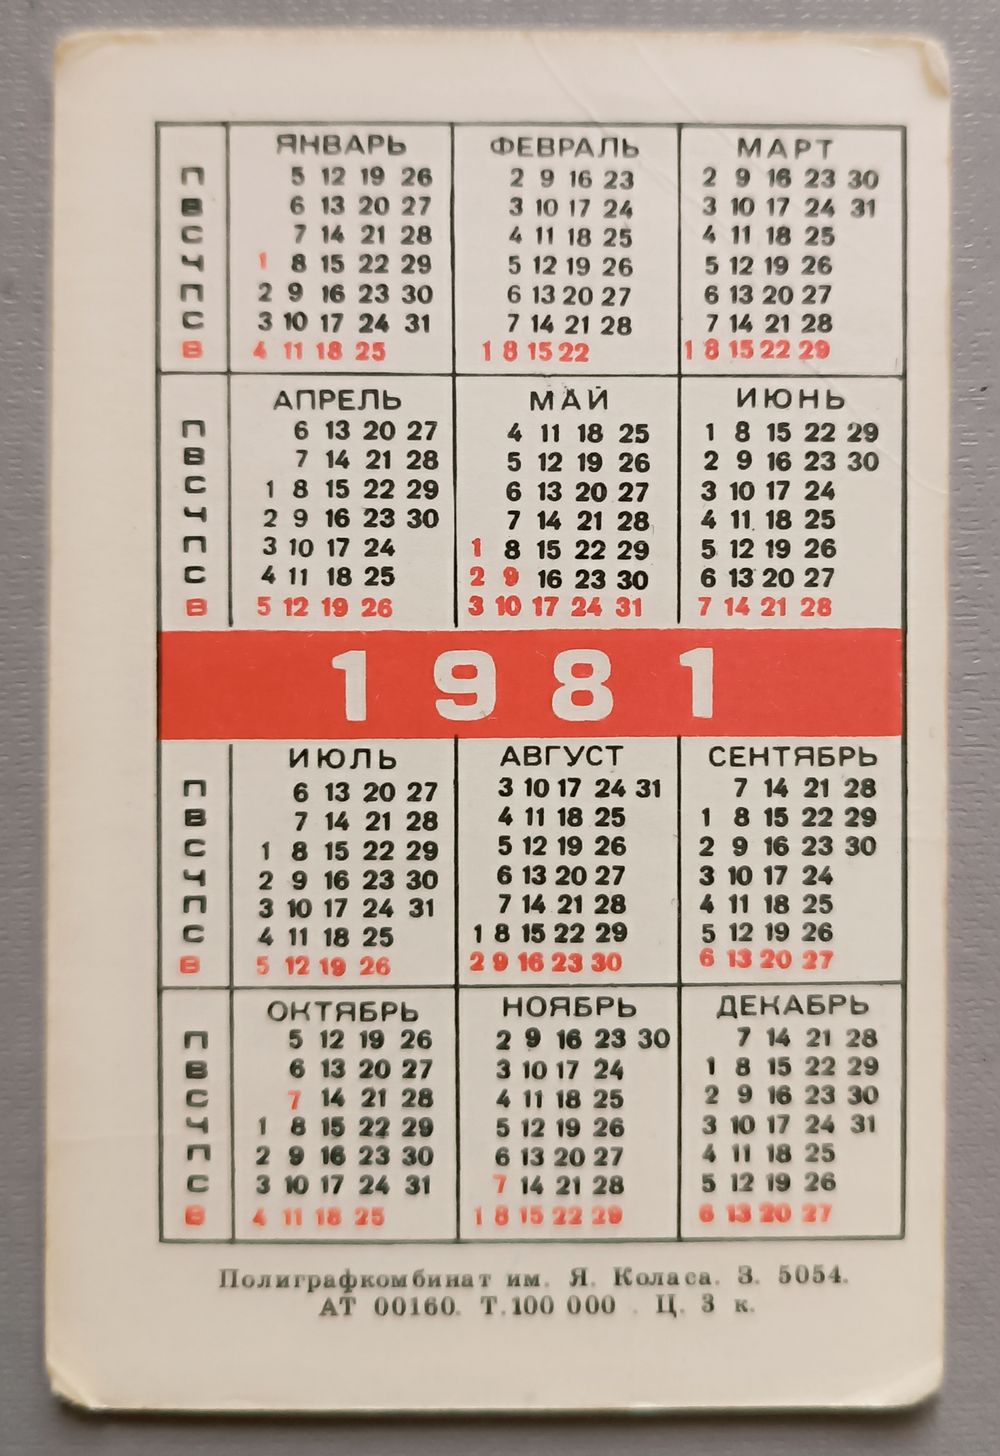 ЯНВАРЬ ФЕВРАЛЬ МАРТ
П 5 12 19 26 2 9 16 23 2 9 16 23 30
В 6 13 20 27 3 10 17 24 3 10 17 24 31
С 7 14 21 28 4 11 18 25 4 11 18 25
Ч 1 8 15 22 29 5 12 19 26 5 12 19 26
П 2 9 16 23 30 6 13 20 27 6 13 20 27
С 3 10 17 24 31 7 14 21 28 7 14 21 28
В 4 11 18 25 1 8 15 22 1 8 15 22 29
АПРЕЛЬ МАЙ ИЮНЬ
П 6 13 20 27 4 11 18 25 1 8 15 22 29
В 7 14 21 28 5 12 19 26 2 9 16 23 30
С 1 8 15 22 29 6 13 20 27 3 10 17 24
Ч 2 9 16 23 30 7 14 21 28 4 11 18 25
П 3 10 17 24 1 8 15 22 29 5 12 19 26
С 4 11 18 25 2 9 16 23 30 6 13 20 27
В 5 12 19 26 3 10 17 24 31 7 14 21 28
1981
ИЮЛЬ АВГУСТ СЕНТЯБРЬ
П 6 13 20 27 3 10 17 24 31 7 14 21 28
В 7 14 21 28 4 11 18 25 1 8 15 22 29
С 1 8 15 22 29 5 12 19 26 2 9 16 23 30
Ч 2 9 16 23 30 6 13 20 27 3 10 17 24
П 3 10 17 24 31 7 14 21 28 4 11 18 25
С 4 11 18 25 1 8 15 22 29 5 12 19 26
В 5 12 19 26 2 9 16 23 30 6 13 20 27
ОКТЯБРЬ НОЯБРЬ ДЕКАБРЬ
П 5 12 19 26 2 9 16 23 30 7 14 21 28
В 6 13 20 27 3 10 17 24 1 8 15 22 29
С 7 14 21 28 4 11 18 25 2 9 16 23 30
Ч 1 8 15 22 29 5 12 19 26 3 10 17 24 31
П 2 9 16 23 30 6 13 20 27 4 11 18 25
С 3 10 17 24 31 7 14 21 28 5 12 19 26
В 4 11 18 25 1 8 15 22 29 6 13 20 27
Полиграфкомбинат им. Я. Коласа. З. 5054.
АТ 00160. Т.100 000 . Ц. 3 к.